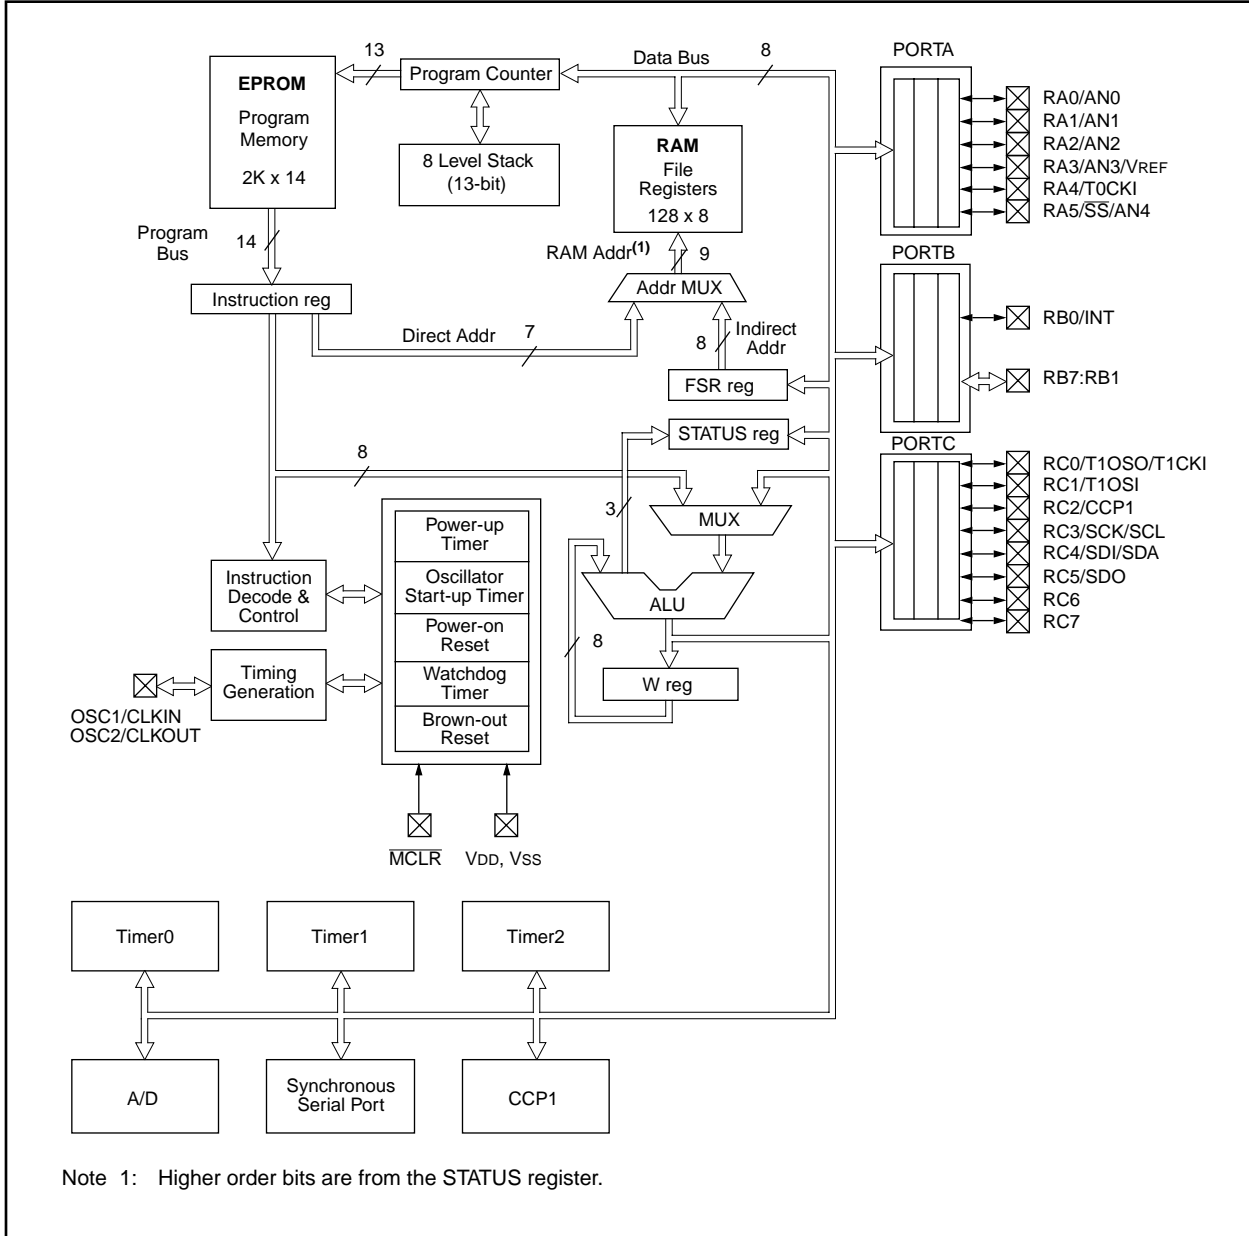 13
Program Counter
Data Bus
8
PORTA
EPROM
Program
Memory
2K x 14
8 Level Stack
(13-bit)
RAM
File
Registers
128 x 8
RA0/AN0
RA1/AN1
RA2/AN2
RA3/AN3/VREF
RA4/T0CKI
RA5/SS/AN4
Program
Bus
14
RAM Addr(1)
9
PORTB
Instruction reg
Addr MUX
Direct Addr
7
8
Indirect
Addr
RB0/INT
FSR reg
RB7:RB1
STATUS reg
PORTC
8
3
MUX
RC0/T1OSO/T1CKI
RC1/T1OSI
RC2/CCP1
RC3/SCK/SCL
RC4/SDI/SDA
RC5/SDO
RC6
RC7
Power-up
Timer
Instruction
Decode &
Control
Oscillator
Start-up Timer
ALU
Power-on
Reset
8
Timing
Generation
Watchdog
Timer
W reg
OSC1/CLKIN
OSC2/CLKOUT
Brown-out
Reset
MCLR
VDD, VSS
Timer0
Timer1
Timer2
A/D
Synchronous
Serial Port
CCP1
Note 1: Higher order bits are from the STATUS register.